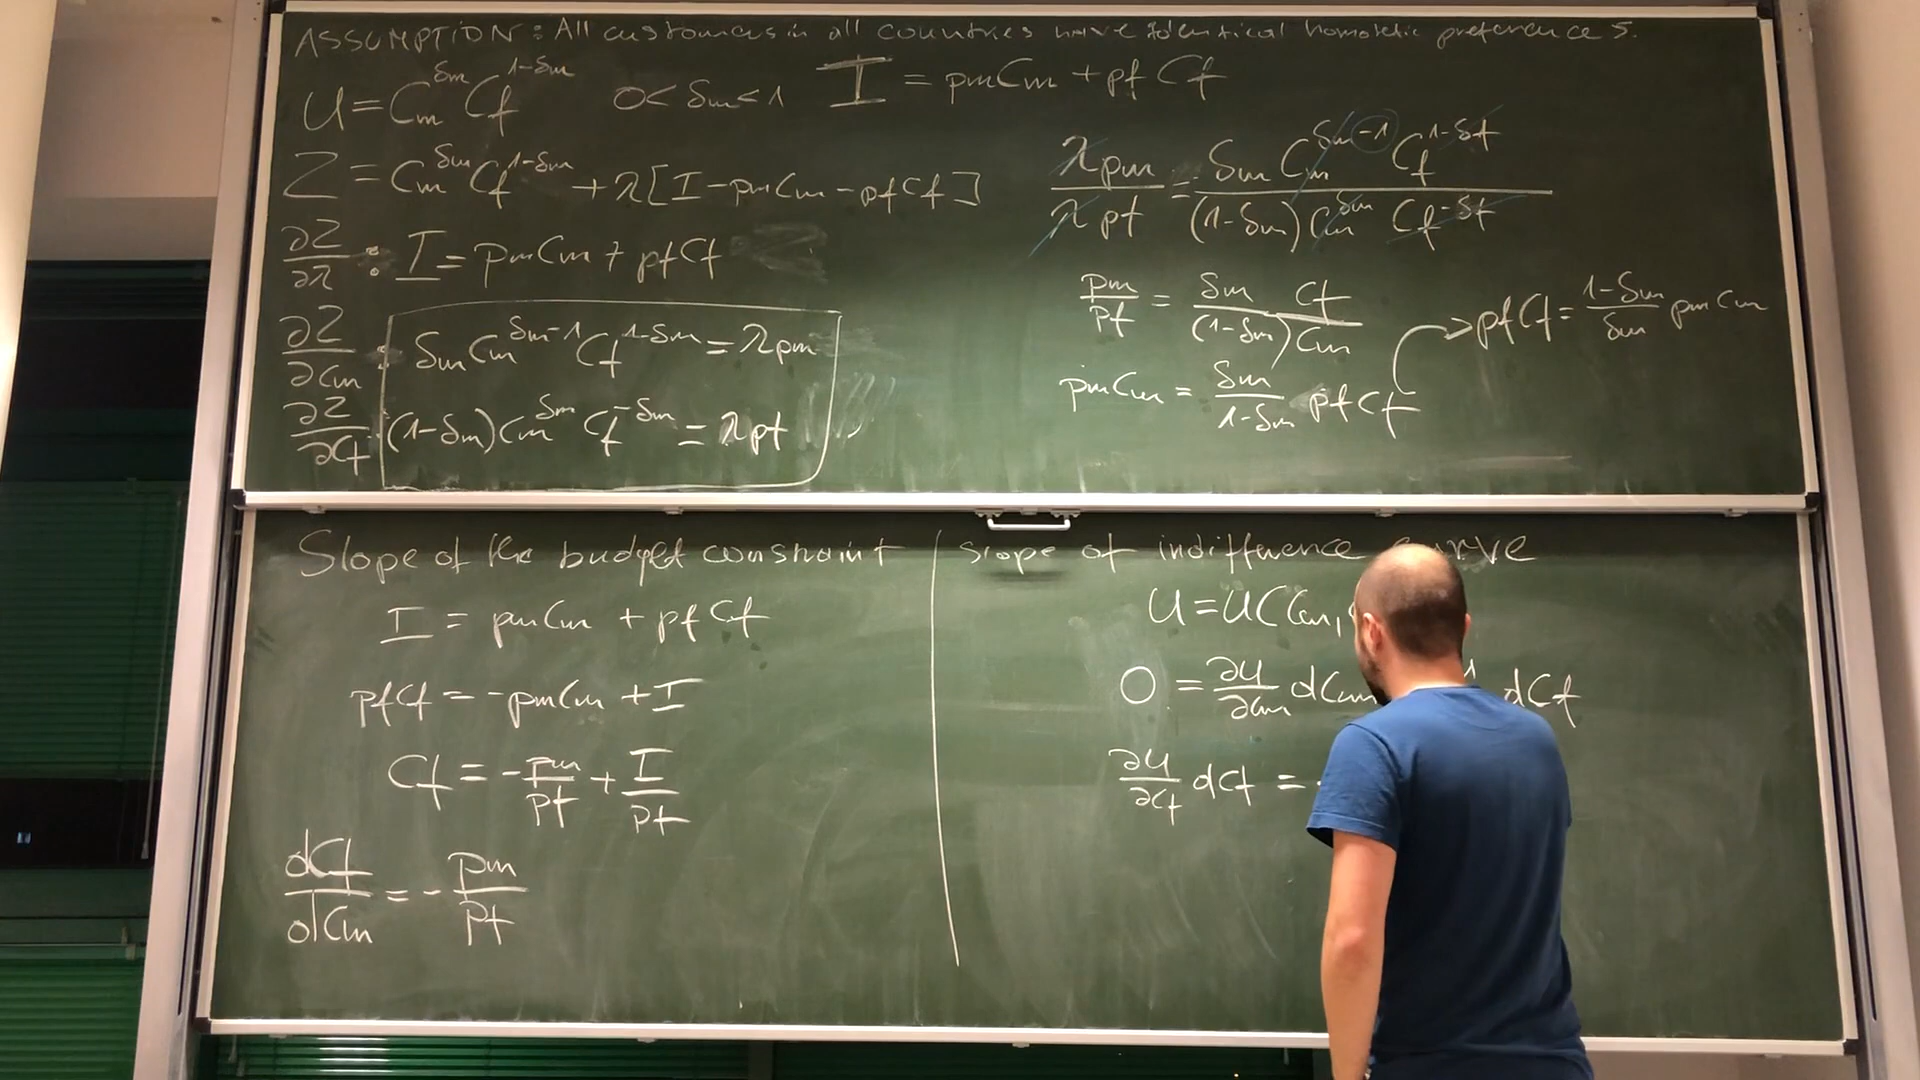 ASSUMPTION: All customers in all countries have identical homotetic preferences.
U = Cm^δm Cf^1-δm   0 < δm < 1   I = pmCm + pfCf
Z = Cm^δm Cf^1-δm + λ[I - pmCm - pfCf]
∂Z/∂λ : I = pmCm + pfCf
∂Z/∂Cm : δm Cm^δm-1 Cf^1-δm = λpm
∂Z/∂Cf : (1-δm) Cm^δm Cf^-δm = λpf
λpm/λpf = δm Cm^δm-1 Cf^1-δf / (1-δm) Cm^δm Cf^-δf
pm/pf = δm Cf / (1-δm) Cm
pmCm = δm/1-δm pfCf
→ pfCf = 1-δm/δm pmCm
Slope of the budget constraint
I = pmCm + pfCf
pfCf = -pmCm + I
Cf = -pm/pf + I/pf
dCf/dCm = - pm/pf
slope of indifference curve
U = U(Cm,
0 = ∂U/∂Cm dCm dCf
∂U/∂Cf dCf = -